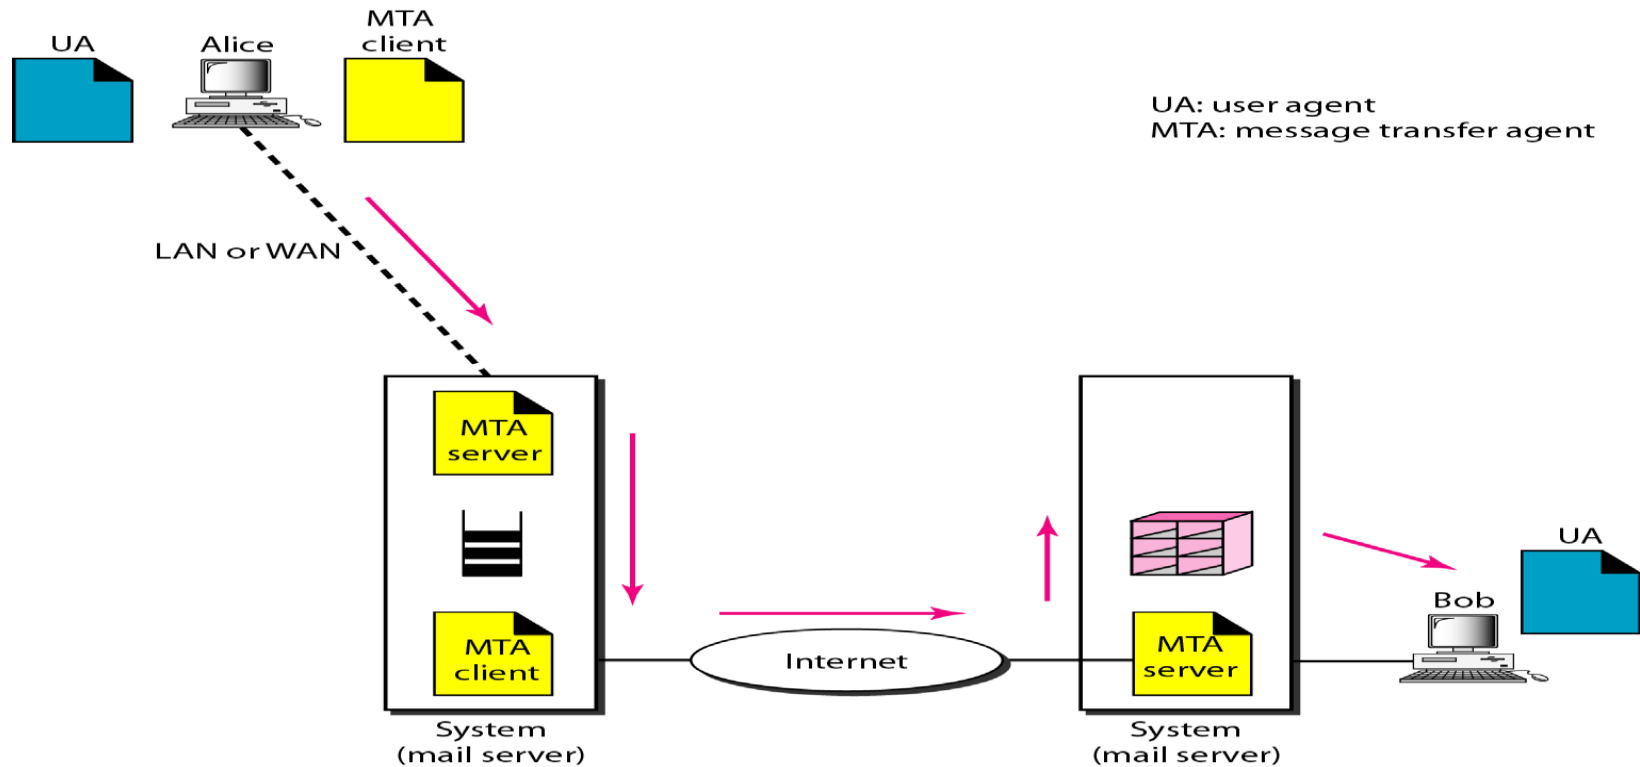 UA
Alice
MTA
client
UA: user agent
MTA: message transfer agent
LAN or WAN
MTA
server
MTA
client
System
(mail server)
Internet
MTA
server
System
(mail server)
UA
Bob